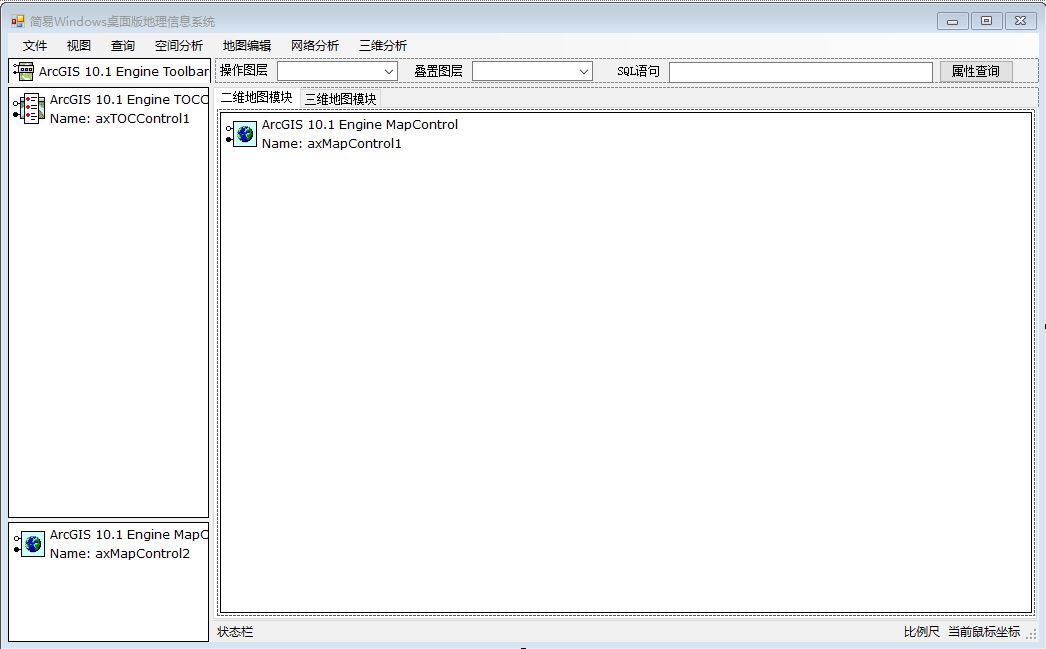 简易Windows桌面版地理信息系统
文件 视图 查询 空间分析 地图编辑 网络分析 三维分析
ArcGIS 10.1 Engine Toolbar 操作图层 叠置图层 SQL语句 属性查询
ArcGIS 10.1 Engine TOCC
Name: axTOCControl1
二维地图模块 三维地图模块
ArcGIS 10.1 Engine MapControl
Name: axMapControl1
ArcGIS 10.1 Engine MapC
Name: axMapControl2
状态栏 比例尺 当前鼠标坐标